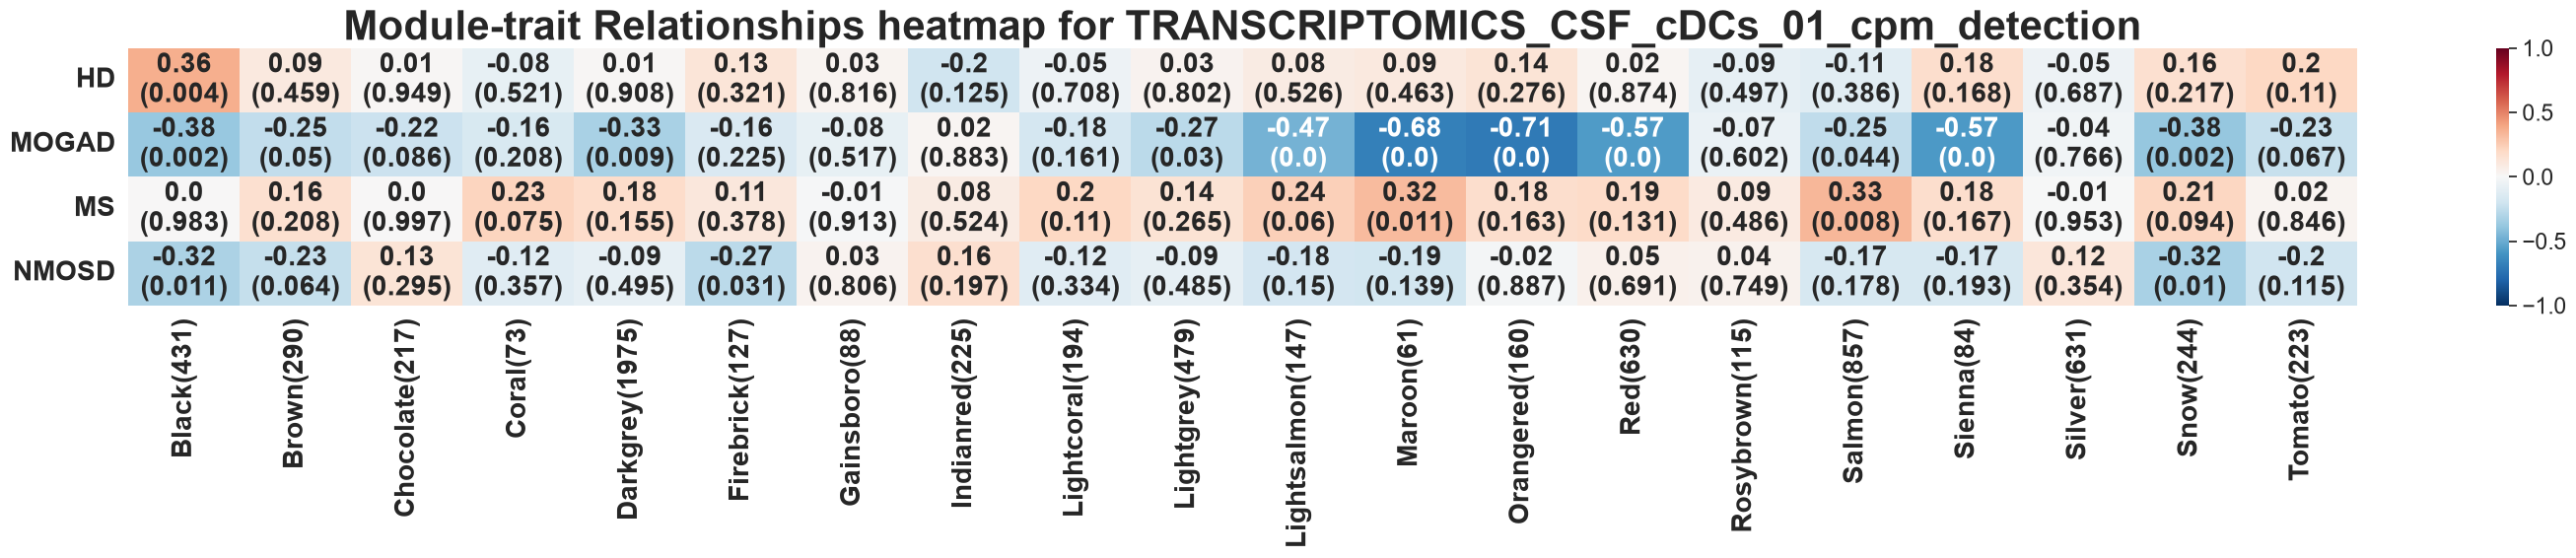 Module-trait Relationships heatmap for TRANSCRIPTOMICS_CSF_cDCs_01_cpm_detection
HD 0.36 0.09 0.01 -0.08 0.01 0.13 0.03 -0.2 -0.05 0.03 0.08 0.09 0.14 0.02 -0.09 -0.11 0.18 -0.05 0.16 0.2
(0.004) (0.459) (0.949) (0.521) (0.908) (0.321) (0.816) (0.125) (0.708) (0.802) (0.526) (0.463) (0.276) (0.874) (0.497) (0.386) (0.168) (0.687) (0.217) (0.11)
MOGAD -0.38 -0.25 -0.22 -0.16 -0.33 -0.16 -0.08 0.02 -0.18 -0.27 -0.47 -0.68 -0.71 -0.57 -0.07 -0.25 -0.57 -0.04 -0.38 -0.23
(0.002) (0.05) (0.086) (0.208) (0.009) (0.225) (0.517) (0.883) (0.161) (0.03) (0.0) (0.0) (0.0) (0.0) (0.602) (0.044) (0.0) (0.766) (0.002) (0.067)
MS 0.0 0.16 0.0 0.23 0.18 0.11 -0.01 0.08 0.2 0.14 0.24 0.32 0.18 0.19 0.09 0.33 0.18 -0.01 0.21 0.02
(0.983) (0.208) (0.997) (0.075) (0.155) (0.378) (0.913) (0.524) (0.11) (0.265) (0.06) (0.011) (0.163) (0.131) (0.486) (0.008) (0.167) (0.953) (0.094) (0.846)
NMOSD -0.32 -0.23 0.13 -0.12 -0.09 -0.27 0.03 0.16 -0.12 -0.09 -0.18 -0.19 -0.02 0.05 0.04 -0.17 -0.17 0.12 -0.32 -0.2
(0.011) (0.064) (0.295) (0.357) (0.495) (0.031) (0.806) (0.197) (0.334) (0.485) (0.15) (0.139) (0.887) (0.691) (0.749) (0.178) (0.193) (0.354) (0.01) (0.115)
Black(431)
Brown(290)
Chocolate(217)
Coral(73)
Darkgrey(1975)
Firebrick(127)
Gainsboro(88)
Indianred(225)
Lightcoral(194)
Lightgrey(479)
Lightsalmon(147)
Maroon(61)
Orangered(160)
Red(630)
Rosybrown(115)
Salmon(857)
Sienna(84)
Silver(631)
Snow(244)
Tomato(223)
1.0
0.5
0.0
−0.5
−1.0